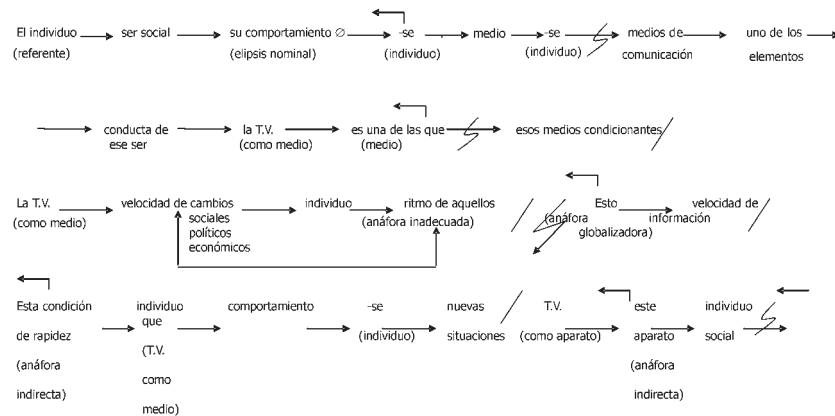 El individuo ser social su comportamiento ∅ -se medio -se medios de uno de los
(referente) (elipsis nominal) (individuo) (individuo) comunicación elementos
conducta de la T.V. es una de las que esos medios condicionantes
ese ser (como medio) (medio)
La T.V. velocidad de cambios individuo ritmo de aquellos Esto velocidad de
(como medio) sociales (anáfora inadecuada) (anáfora información
políticos globalizadora)
económicos
Esta condición individuo comportamiento -se nuevas T.V. este individuo
de rapidez que (individuo) situaciones (como aparato) aparato social
(anáfora (T.V. (anáfora
indirecta) como indirecta)
medio)